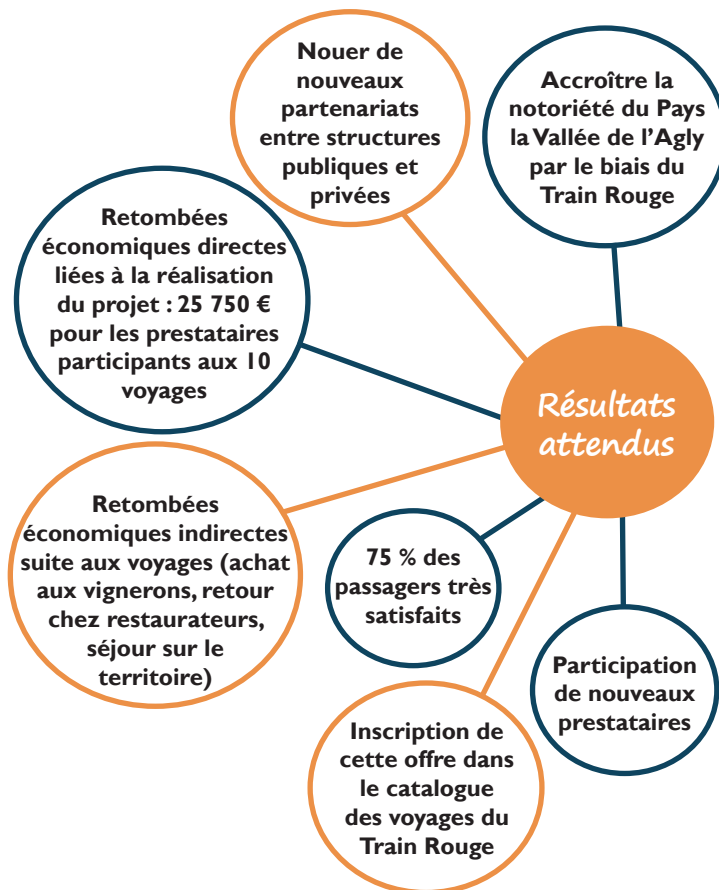 Nouer de
nouveaux
partenariats
entre structures
publiques et
privées
Accroître la
notoriété du Pays
la Vallée de l’Agly
par le biais du
Train Rouge
Retombées
économiques directes
liées à la réalisation
du projet : 25 750 €
pour les prestataires
participants aux 10
voyages
Résultats
attendus
Retombées
économiques indirectes
suite aux voyages (achat
aux vignerons, retour
chez restaurateurs,
séjour sur le
territoire)
75 % des
passagers très
satisfaits
Participation
de nouveaux
prestataires
Inscription de
cette offre dans
le catalogue
des voyages du
Train Rouge